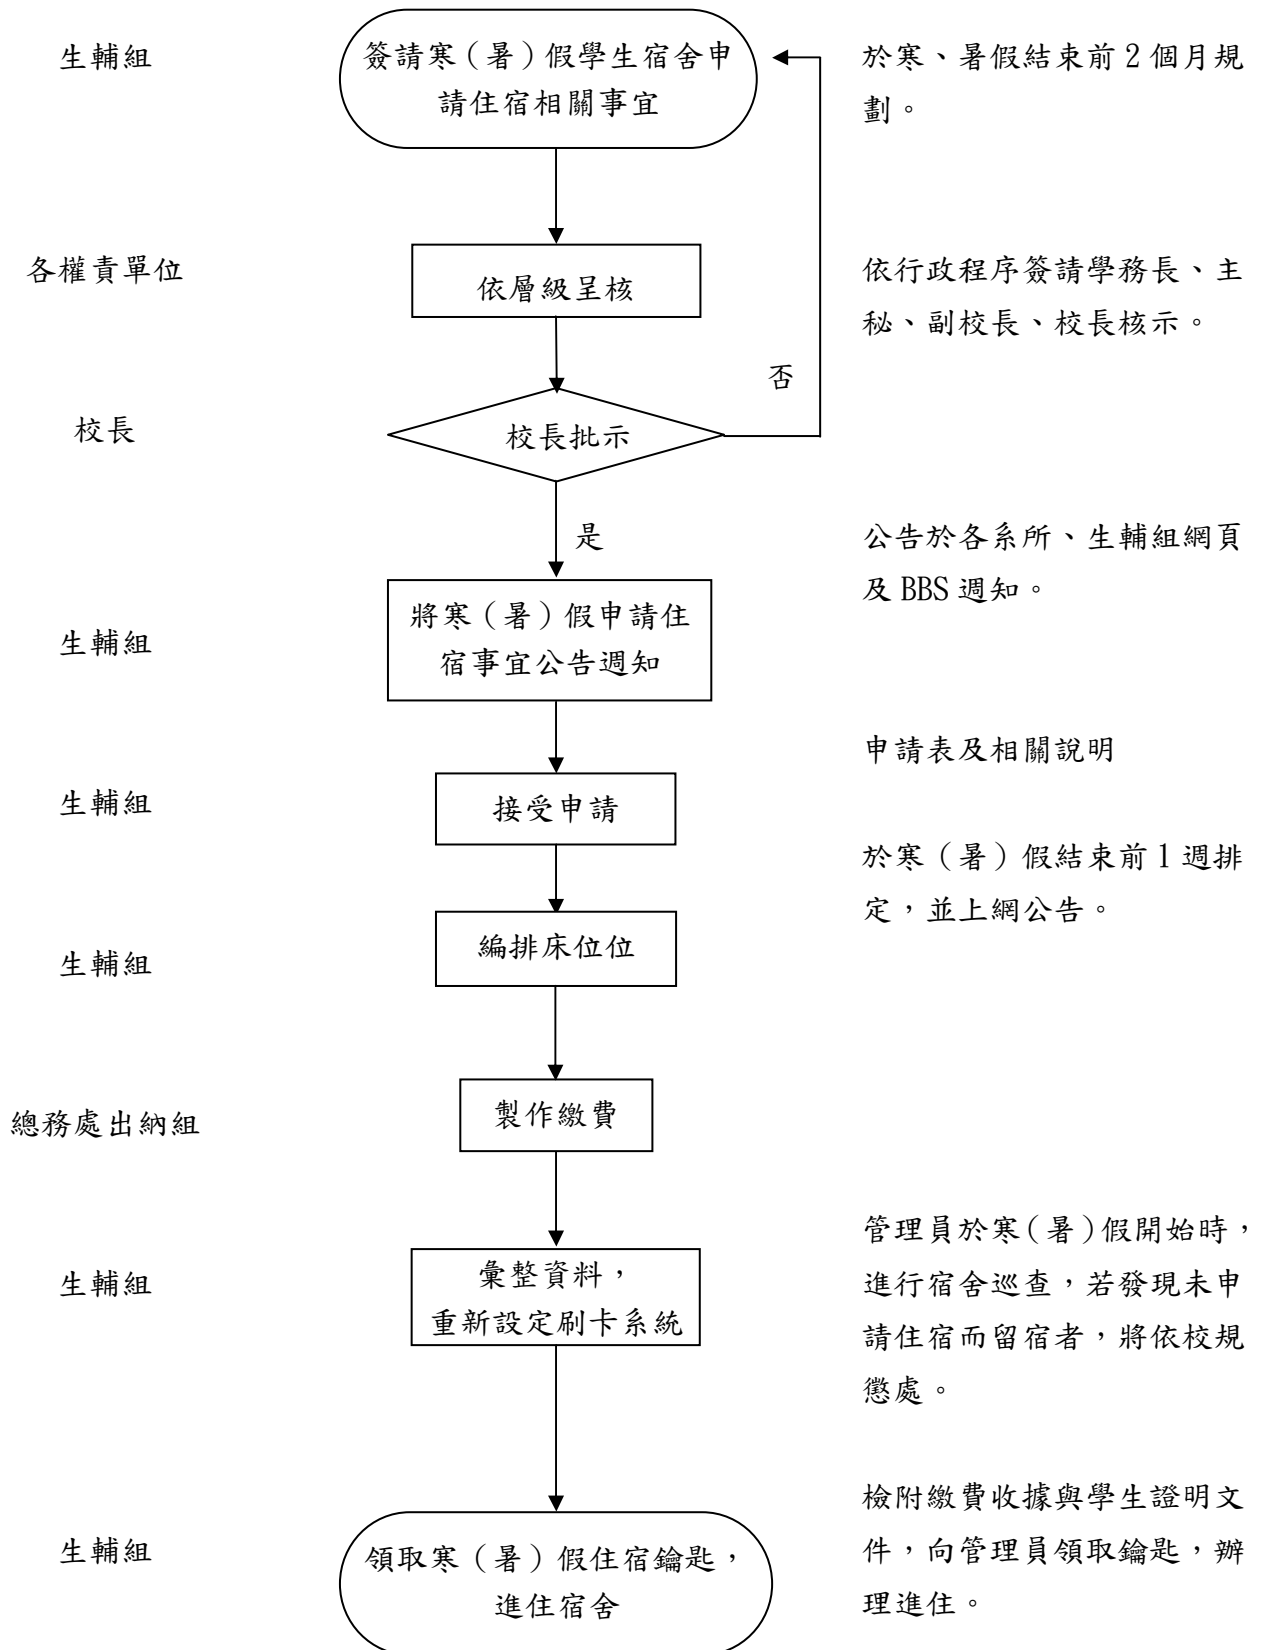 生輔組
簽請寒（暑）假學生宿舍申
請住宿相關事宜
於寒、暑假結束前 2 個月規
劃。
各權責單位
依層級呈核
依行政程序簽請學務長、主
秘、副校長、校長核示。
否
校長
校長批示
是
公告於各系所、生輔組網頁
及 BBS 週知。
生輔組
將寒（暑）假申請住
宿事宜公告週知
申請表及相關說明
生輔組
接受申請
於寒（暑）假結束前 1 週排
定，並上網公告。
生輔組
編排床位位
總務處出納組
製作繳費
生輔組
彙整資料，
重新設定刷卡系統
管理員於寒（暑）假開始時，
進行宿舍巡查，若發現未申
請住宿而留宿者，將依校規
懲處。
生輔組
領取寒（暑）假住宿鑰匙，
進住宿舍
檢附繳費收據與學生證明文
件，向管理員領取鑰匙，辦
理進住。